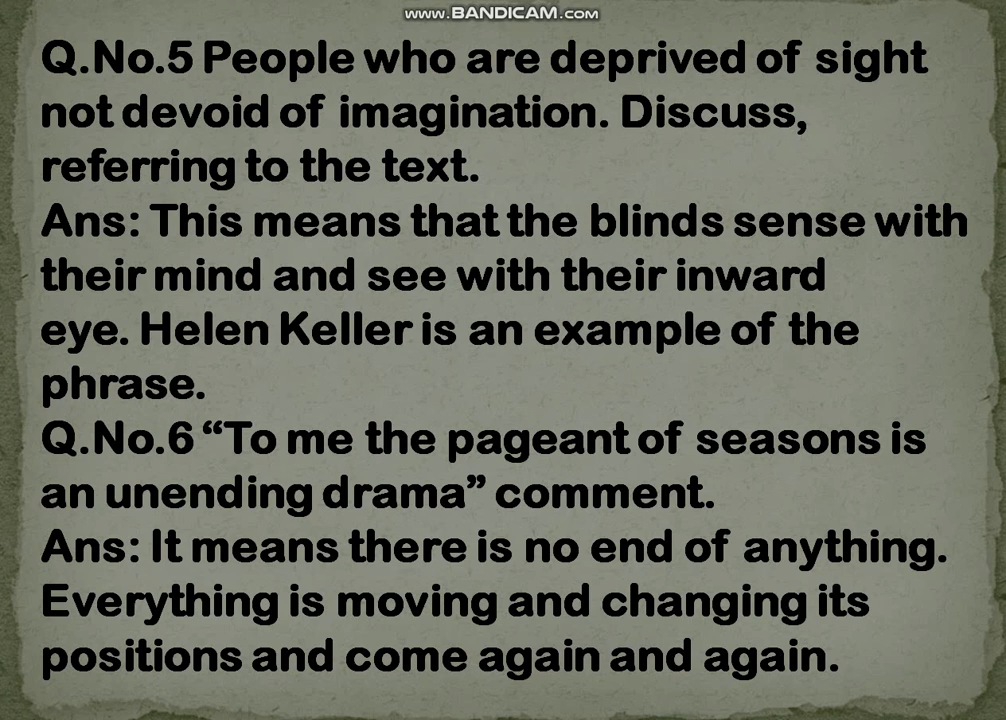 www.BANDICAM.com
Q.No.5 People who are deprived of sight
not devoid of imagination. Discuss,
referring to the text.
Ans: This means that the blinds sense with
their mind and see with their inward
eye. Helen Keller is an example of the
phrase.
Q.No.6 “To me the pageant of seasons is
an unending drama” comment.
Ans: It means there is no end of anything.
Everything is moving and changing its
positions and come again and again.